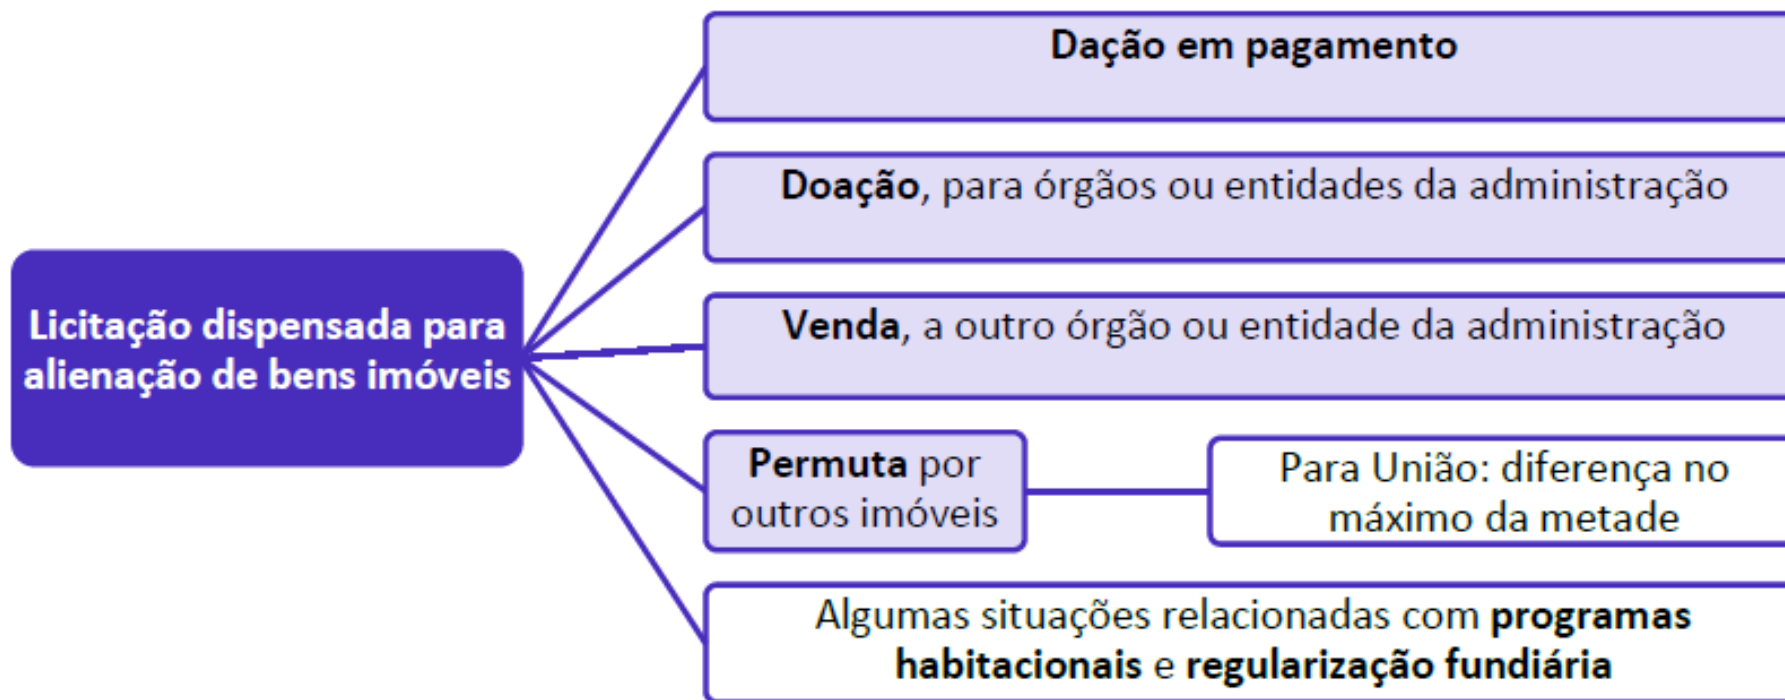 Dação em pagamento
Doação, para órgãos ou entidades da administração
Licitação dispensada para
alienação de bens imóveis
Venda, a outro órgão ou entidade da administração
Permuta por
outros imóveis
Para União: diferença no
máximo da metade
Algumas situações relacionadas com programas
habitacionais e regularização fundiária